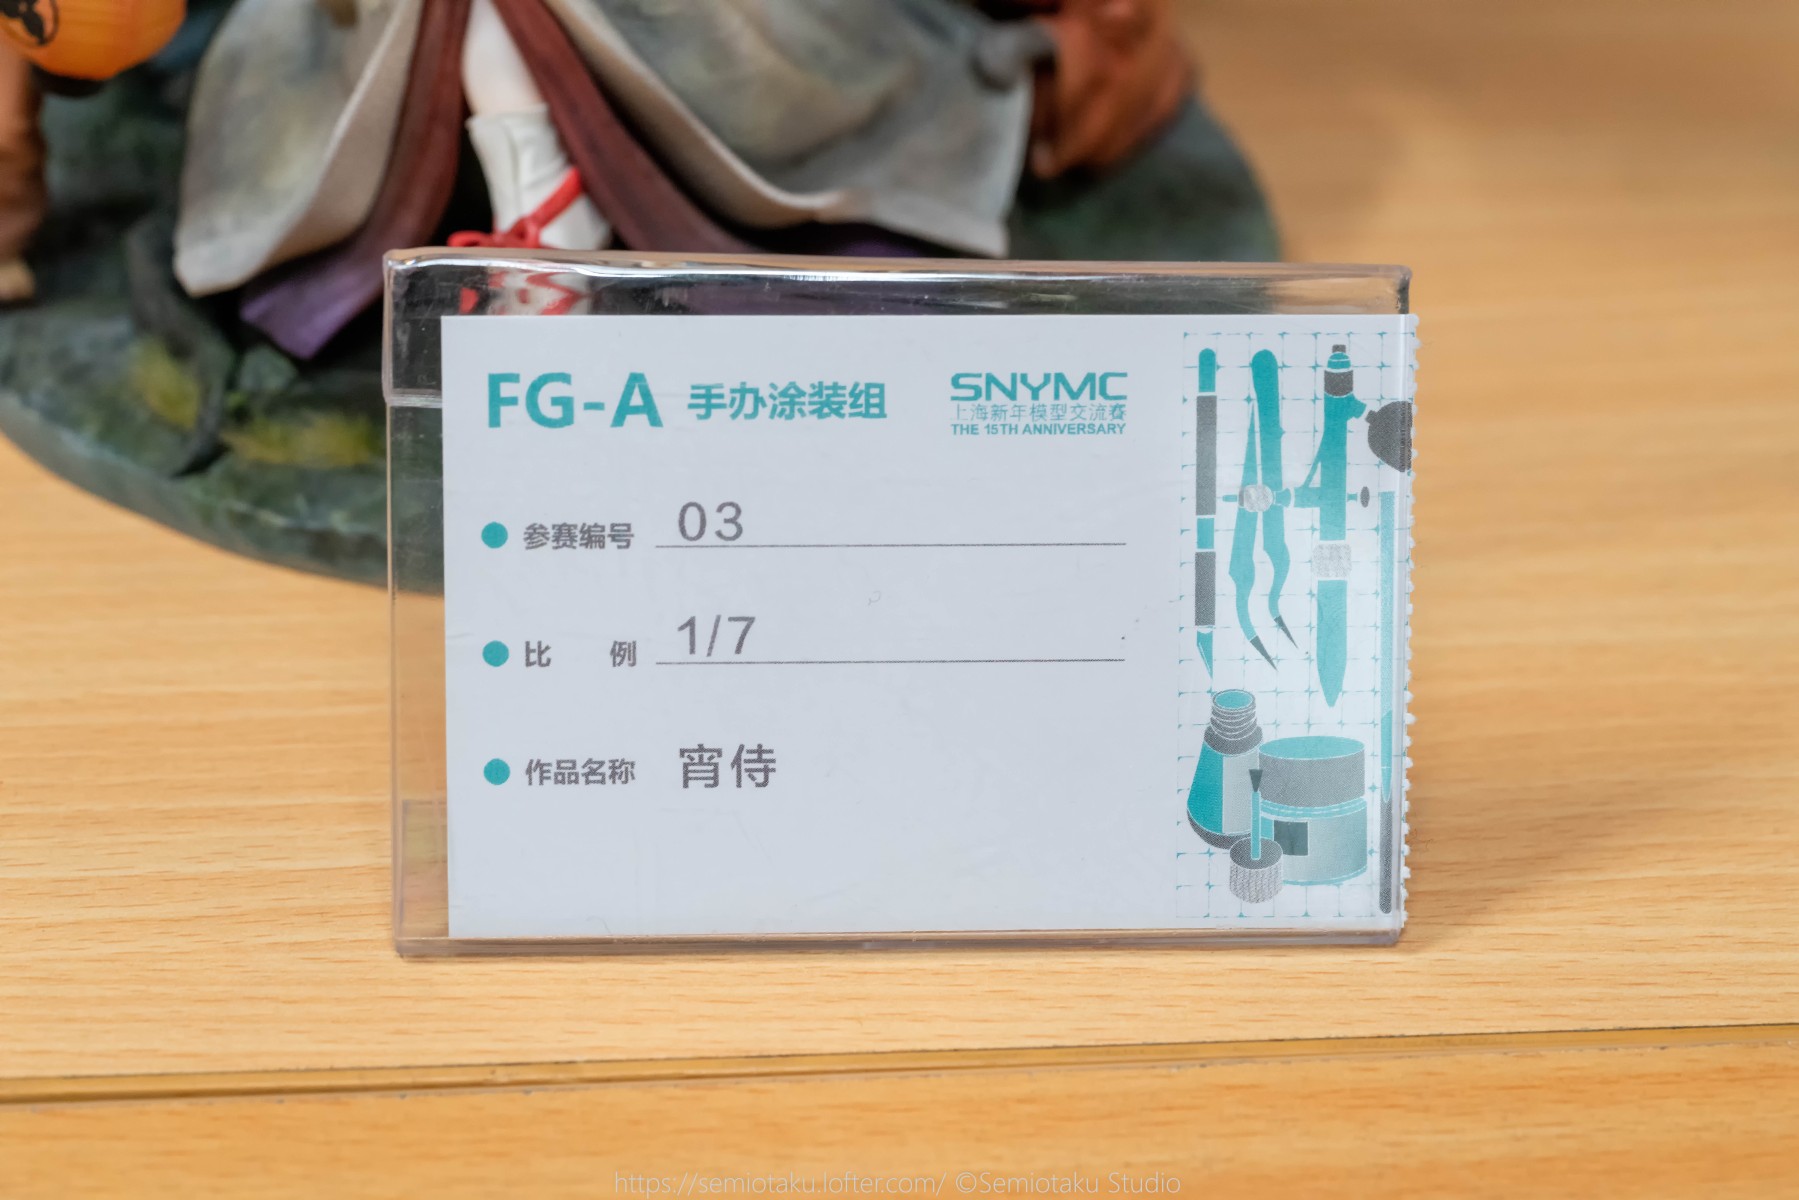 FG-A 手办涂装组
SNYMC
上海新年模型交流赛
THE 15TH ANNIVERSARY
参赛编号 03
比例 1/7
作品名称 宵侍
https://semiotaku.lofter.com/ ©Semiotaku Studio